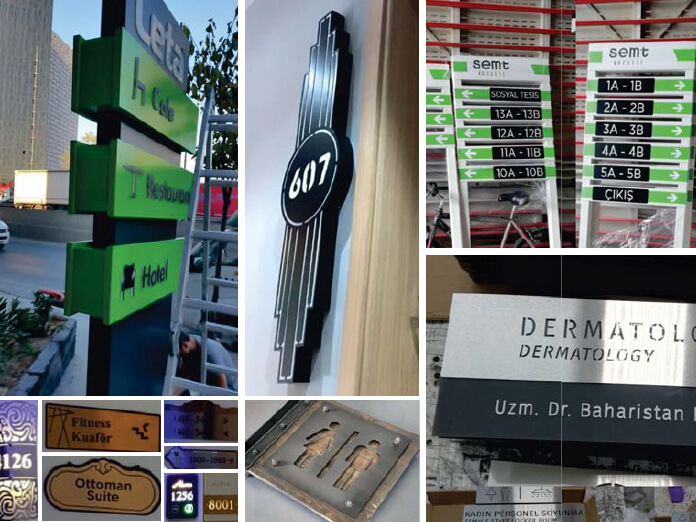 Leta
Cafe
Restaurant
Hotel
607
semt
SOSYAL TESİS
13A - 13B
12A - 12B
11A - 11B
10A - 10B
semt
1A - 1B
2A - 2B
3A - 3B
4A - 4B
5A - 5B
ÇIKIŞ
DERMATOLO
DERMATOLOGY
Uzm. Dr. Baharistan
KADIN PERSONEL SOYUNMA
126
Fitness
Kuaför
Ottoman
Suite
1256
8001